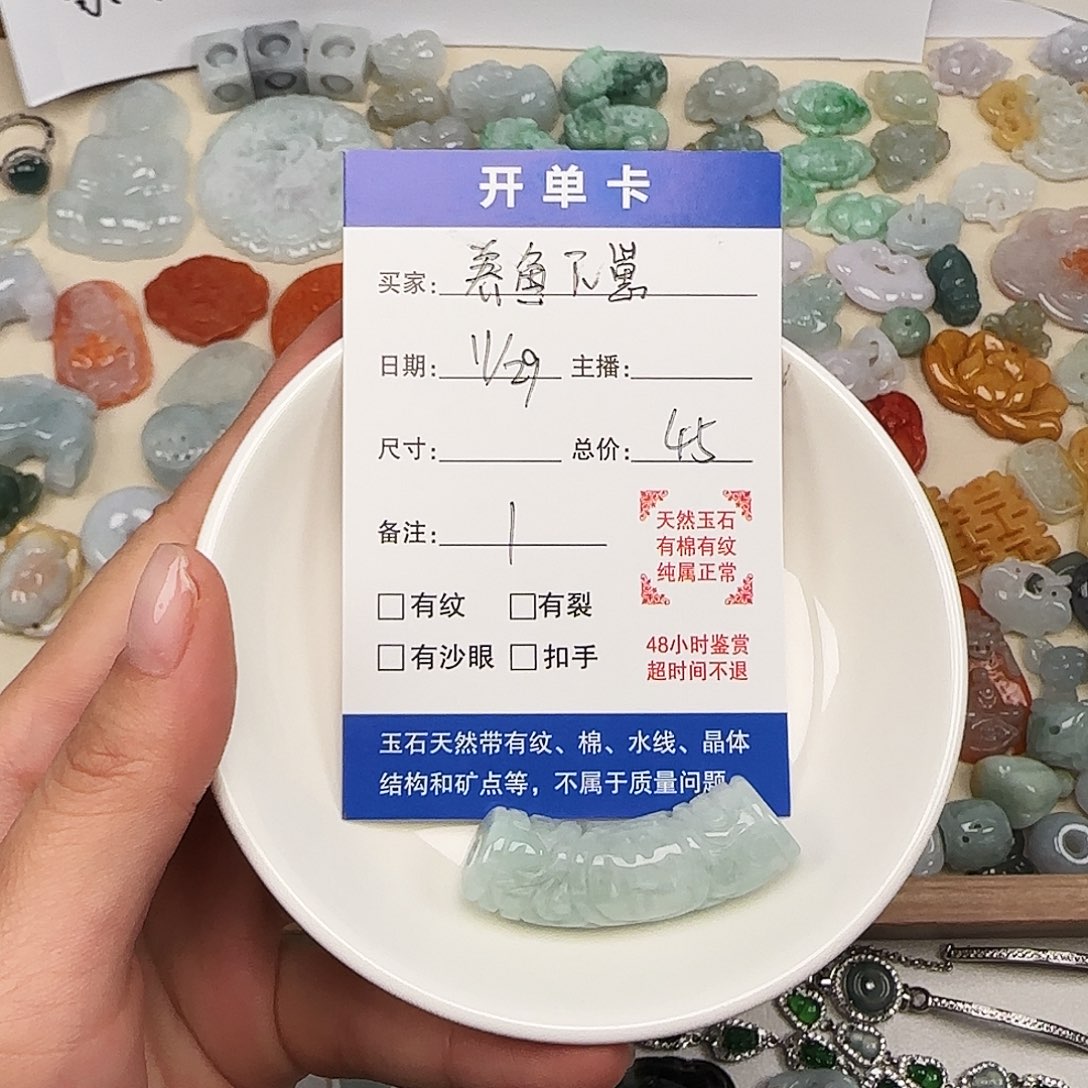 开单卡
买家：养鱼不崽
日期：11/29 主播：
尺寸： 总价：45
备注：1
天然玉石
有棉有纹
纯属正常
□有纹 □有裂
□有沙眼 □扣手
48小时鉴赏
超时间不退
玉石天然带有纹、棉、水线、晶体
结构和矿点等，不属于质量问题